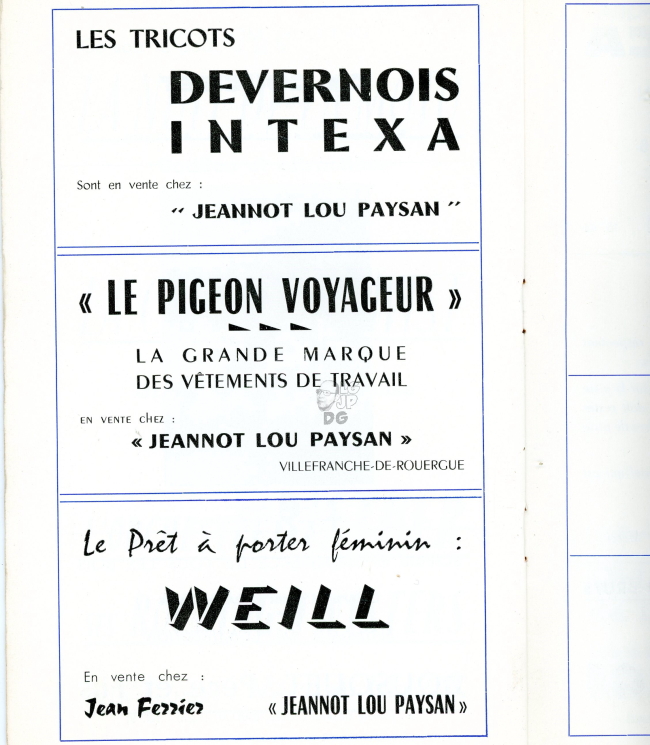 LES TRICOTS
DEVERNOIS
INTEXA
Sont en vente chez :
“ JEANNOT LOU PAYSAN ”
« LE PIGEON VOYAGEUR »
LA GRANDE MARQUE
DES VÊTEMENTS DE TRAVAIL
EN VENTE CHEZ :
« JEANNOT LOU PAYSAN »
VILLEFRANCHE-DE-ROUERGUE
Le Prêt à porter féminin :
WEILL
En vente chez :
Jean Ferrier « JEANNOT LOU PAYSAN »
JP
DG